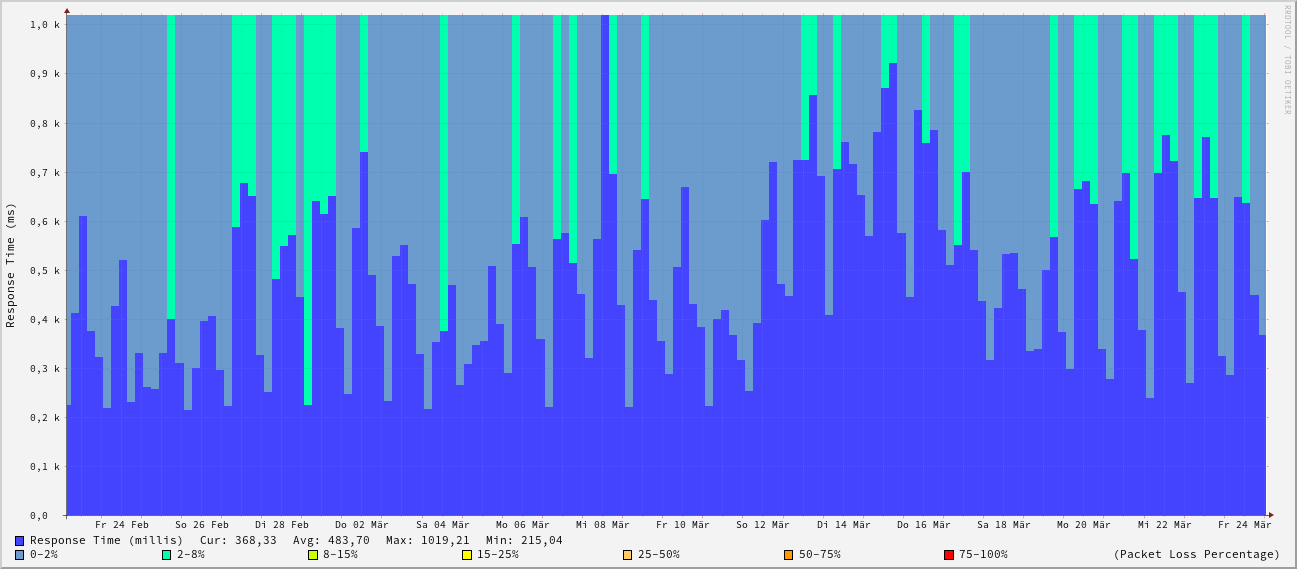 RRDTOOL / TOBI OETIKER
Response Time (ms)
1,0 k
0,9 k
0,8 k
0,7 k
0,6 k
0,5 k
0,4 k
0,3 k
0,2 k
0,1 k
0,0
Fr 24 Feb So 26 Feb Di 28 Feb Do 02 Mär Sa 04 Mär Mo 06 Mär Mi 08 Mär Fr 10 Mär So 12 Mär Di 14 Mär Do 16 Mär Sa 18 Mär Mo 20 Mär Mi 22 Mär Fr 24 Mär
Response Time (millis) Cur: 368,33 Avg: 483,70 Max: 1019,21 Min: 215,04
0-2% 2-8% 8-15% 15-25% 25-50% 50-75% 75-100% (Packet Loss Percentage)